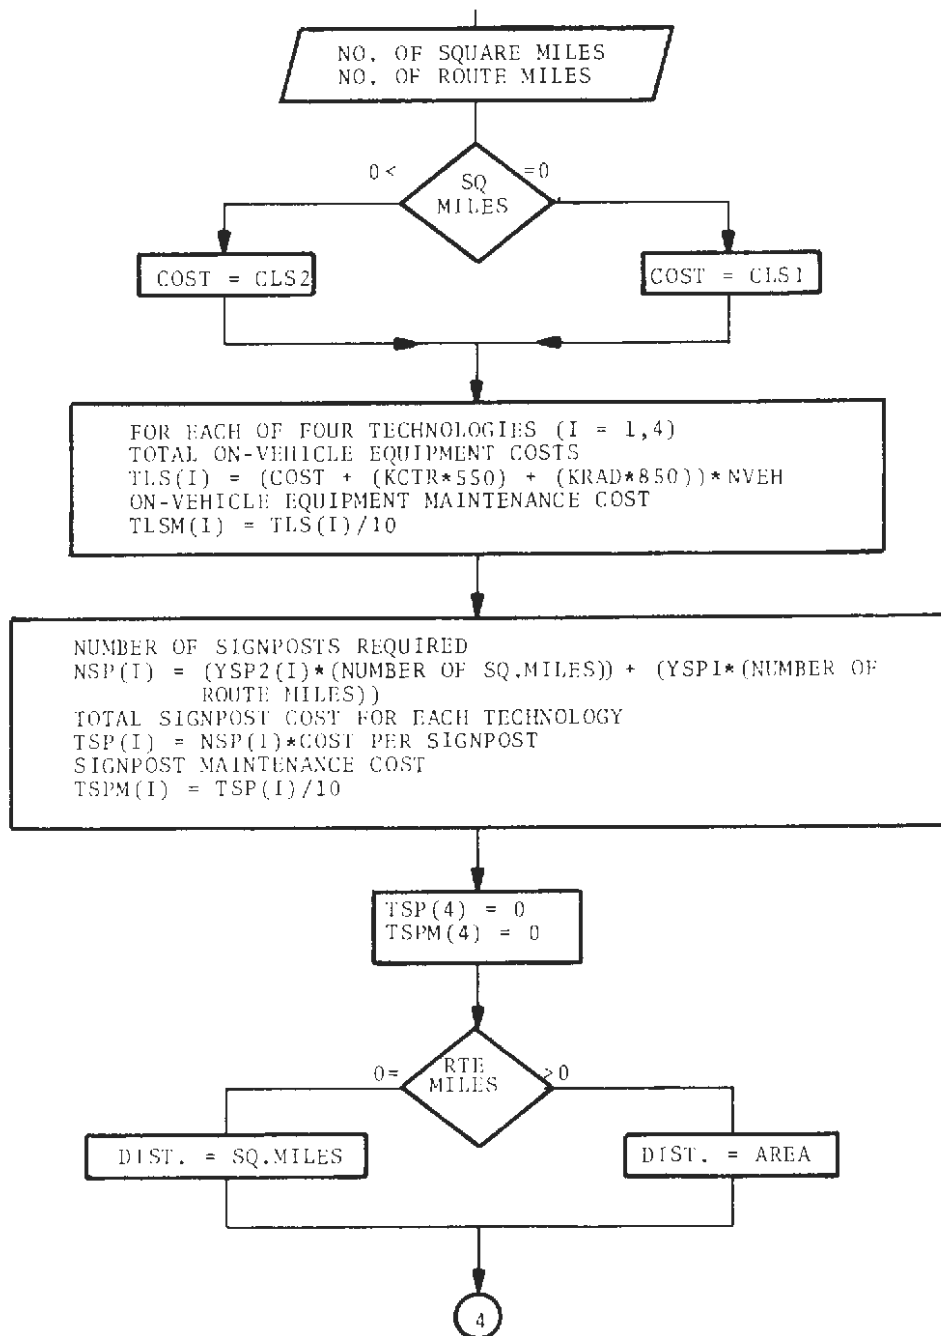 NO. OF SQUARE MILES
NO. OF ROUTE MILES
0<
=0
SQ
MILES
COST = CLS2
COST = CLS1
FOR EACH OF FOUR TECHNOLOGIES (I = 1,4)
TOTAL ON-VEHICLE EQUIPMENT COSTS
TLS(I) = (COST + (KCTR*550) + (KRAD*850))*NVEH
ON-VEHICLE EQUIPMENT MAINTENANCE COST
TLSM(I) = TLS(I)/10
NUMBER OF SIGNPOSTS REQUIRED
NSP(I) = (YSP2(I)*(NUMBER OF SQ.MILES)) + (YSP1*(NUMBER OF
ROUTE MILES))
TOTAL SIGNPOST COST FOR EACH TECHNOLOGY
TSP(I) = NSP(I)*COST PER SIGNPOST
SIGNPOST MAINTENANCE COST
TSPM(I) = TSP(I)/10
TSP(4) = 0
TSPM(4) = 0
0=
>0
RTE
MILES
DIST. = SQ.MILES
DIST. = AREA
4